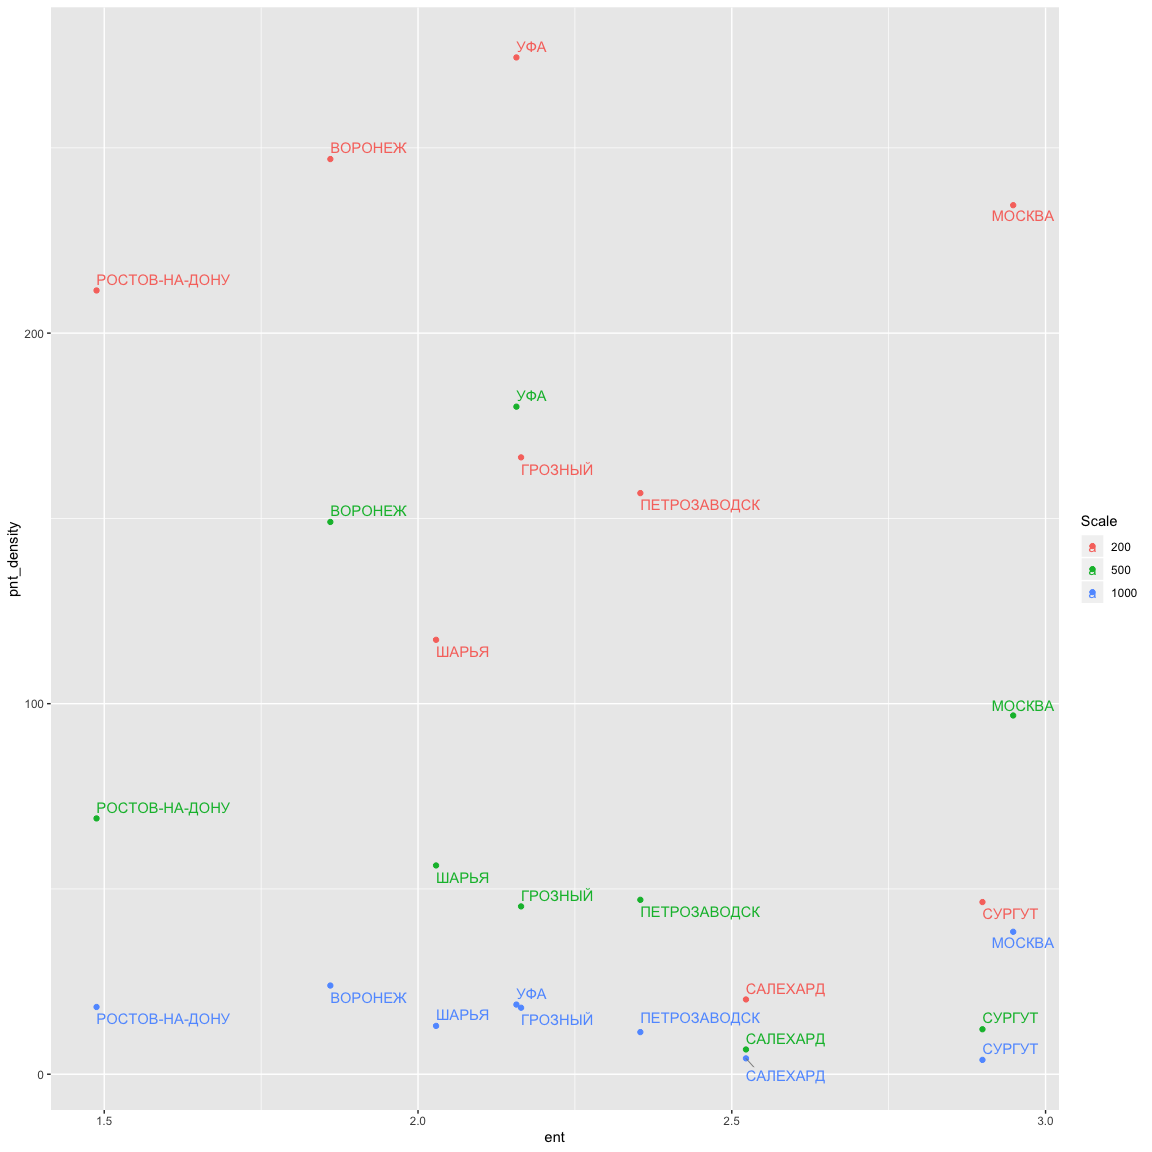 УФА
ВОРОНЕЖ
МОСКВА
РОСТОВ-НА-ДОНУ
200
УФА
ГРОЗНЫЙ
ПЕТРОЗАВОДСК
ВОРОНЕЖ
pnt_density
Scale
200
500
1000
ШАРЬЯ
100
МОСКВА
РОСТОВ-НА-ДОНУ
ШАРЬЯ
ГРОЗНЫЙ
ПЕТРОЗАВОДСК
СУРГУТ
МОСКВА
САЛЕХАРД
ВОРОНЕЖ
УФА
РОСТОВ-НА-ДОНУ
ШАРЬЯ
ГРОЗНЫЙ
ПЕТРОЗАВОДСК
СУРГУТ
САЛЕХАРД
СУРГУТ
САЛЕХАРД
0
1.5 2.0 2.5 3.0
ent